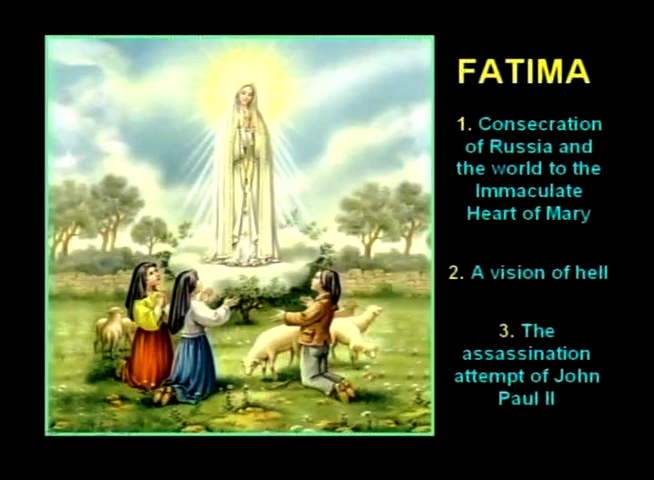 FATIMA
1. Consecration
of Russia and
the world to the
Immaculate
Heart of Mary
2. A vision of hell
3. The
assassination
attempt of John
Paul II